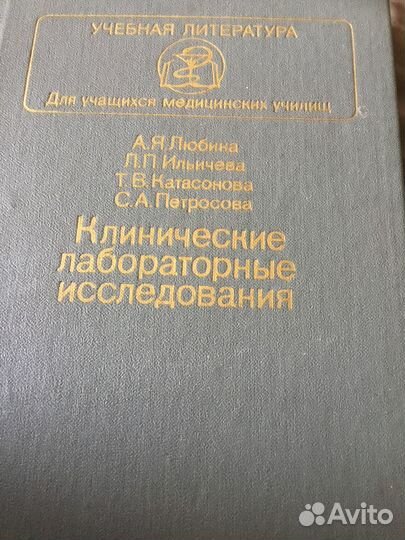 УЧЕБНАЯ ЛИТЕРАТУРА
Для учащихся медицинских училищ
А.Я.Любина
Л.П.Ильичева
Т.В.Катасонова
С.А.Петросова
Клинические
лабораторные
исследования
Avito